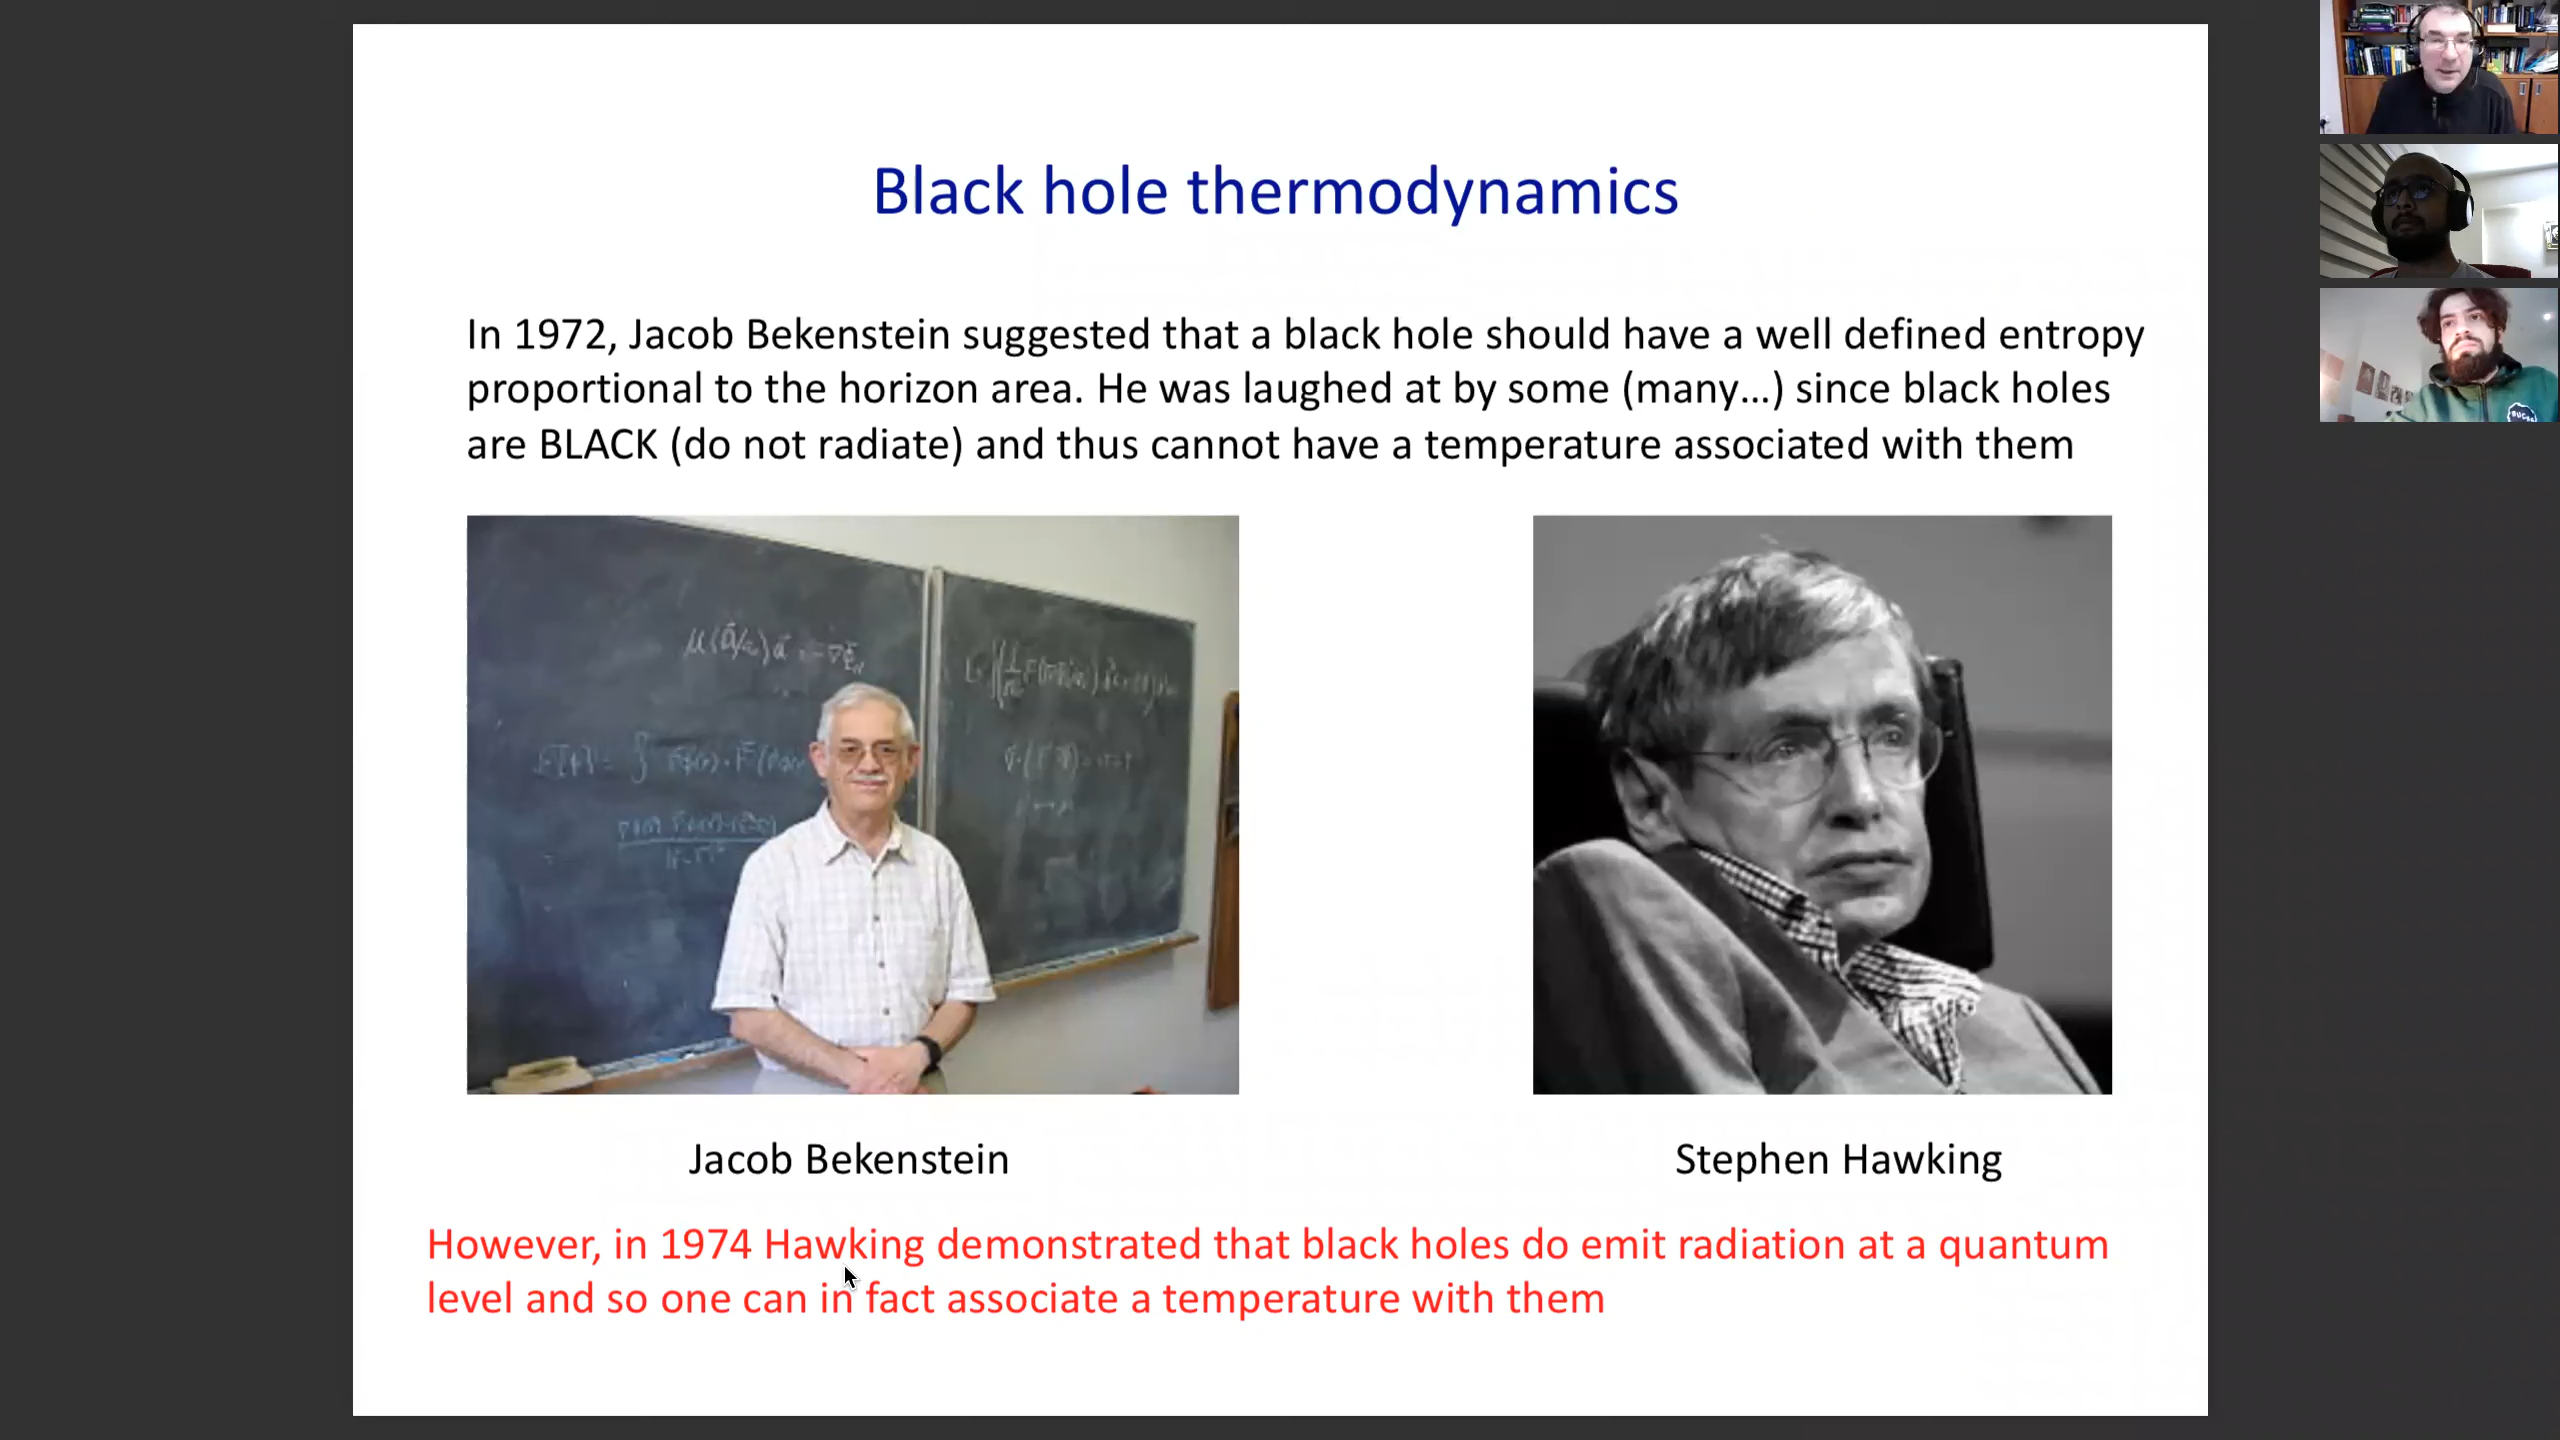 Black hole thermodynamics
In 1972, Jacob Bekenstein suggested that a black hole should have a well defined entropy
proportional to the horizon area. He was laughed at by some (many...) since black holes
are BLACK (do not radiate) and thus cannot have a temperature associated with them
Jacob Bekenstein
Stephen Hawking
However, in 1974 Hawking demonstrated that black holes do emit radiation at a quantum
level and so one can in fact associate a temperature with them